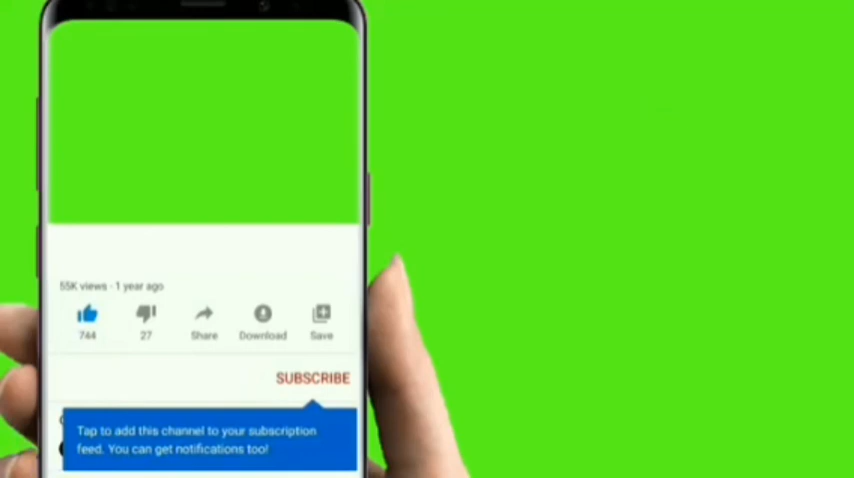 55K views · 1 year ago
744
27
Share
Download
Save
SUBSCRIBE
Tap to add this channel to your subscription
feed. You can get notifications too!